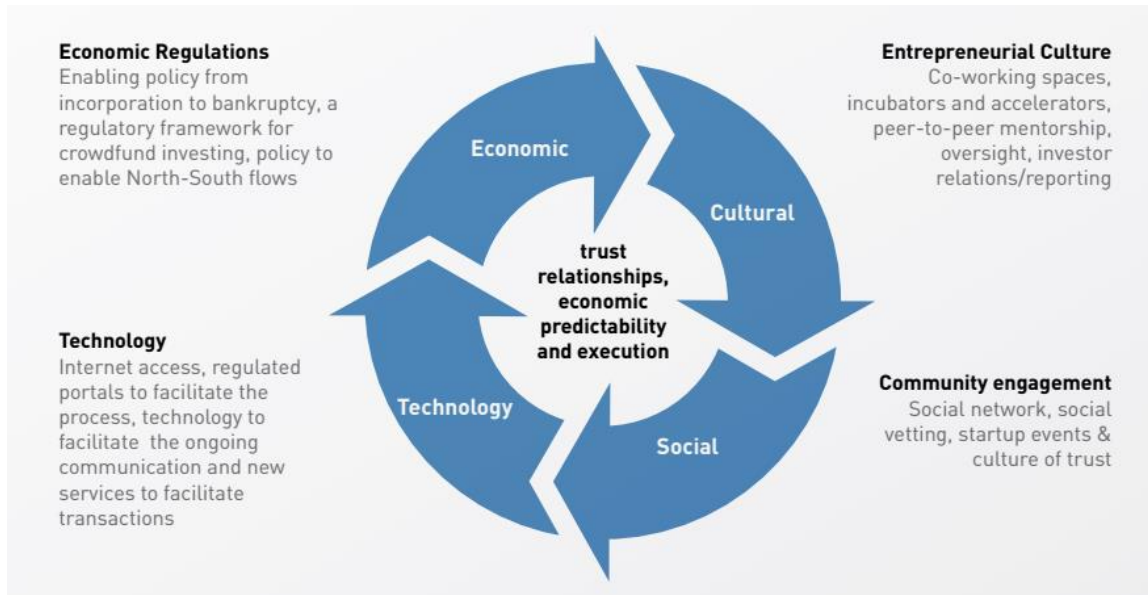 Economic Regulations
Enabling policy from
incorporation to bankruptcy, a
regulatory framework for
crowdfund investing, policy to
enable North-South flows
Entrepreneurial Culture
Co-working spaces,
incubators and accelerators,
peer-to-peer mentorship,
oversight, investor
relations/reporting
Economic
Cultural
trust
relationships,
economic
predictability
and execution
Technology
Internet access, regulated
portals to facilitate the
process, technology to
facilitate the ongoing
communication and new
services to facilitate
transactions
Technology
Social
Community engagement
Social network, social
vetting, startup events &
culture of trust